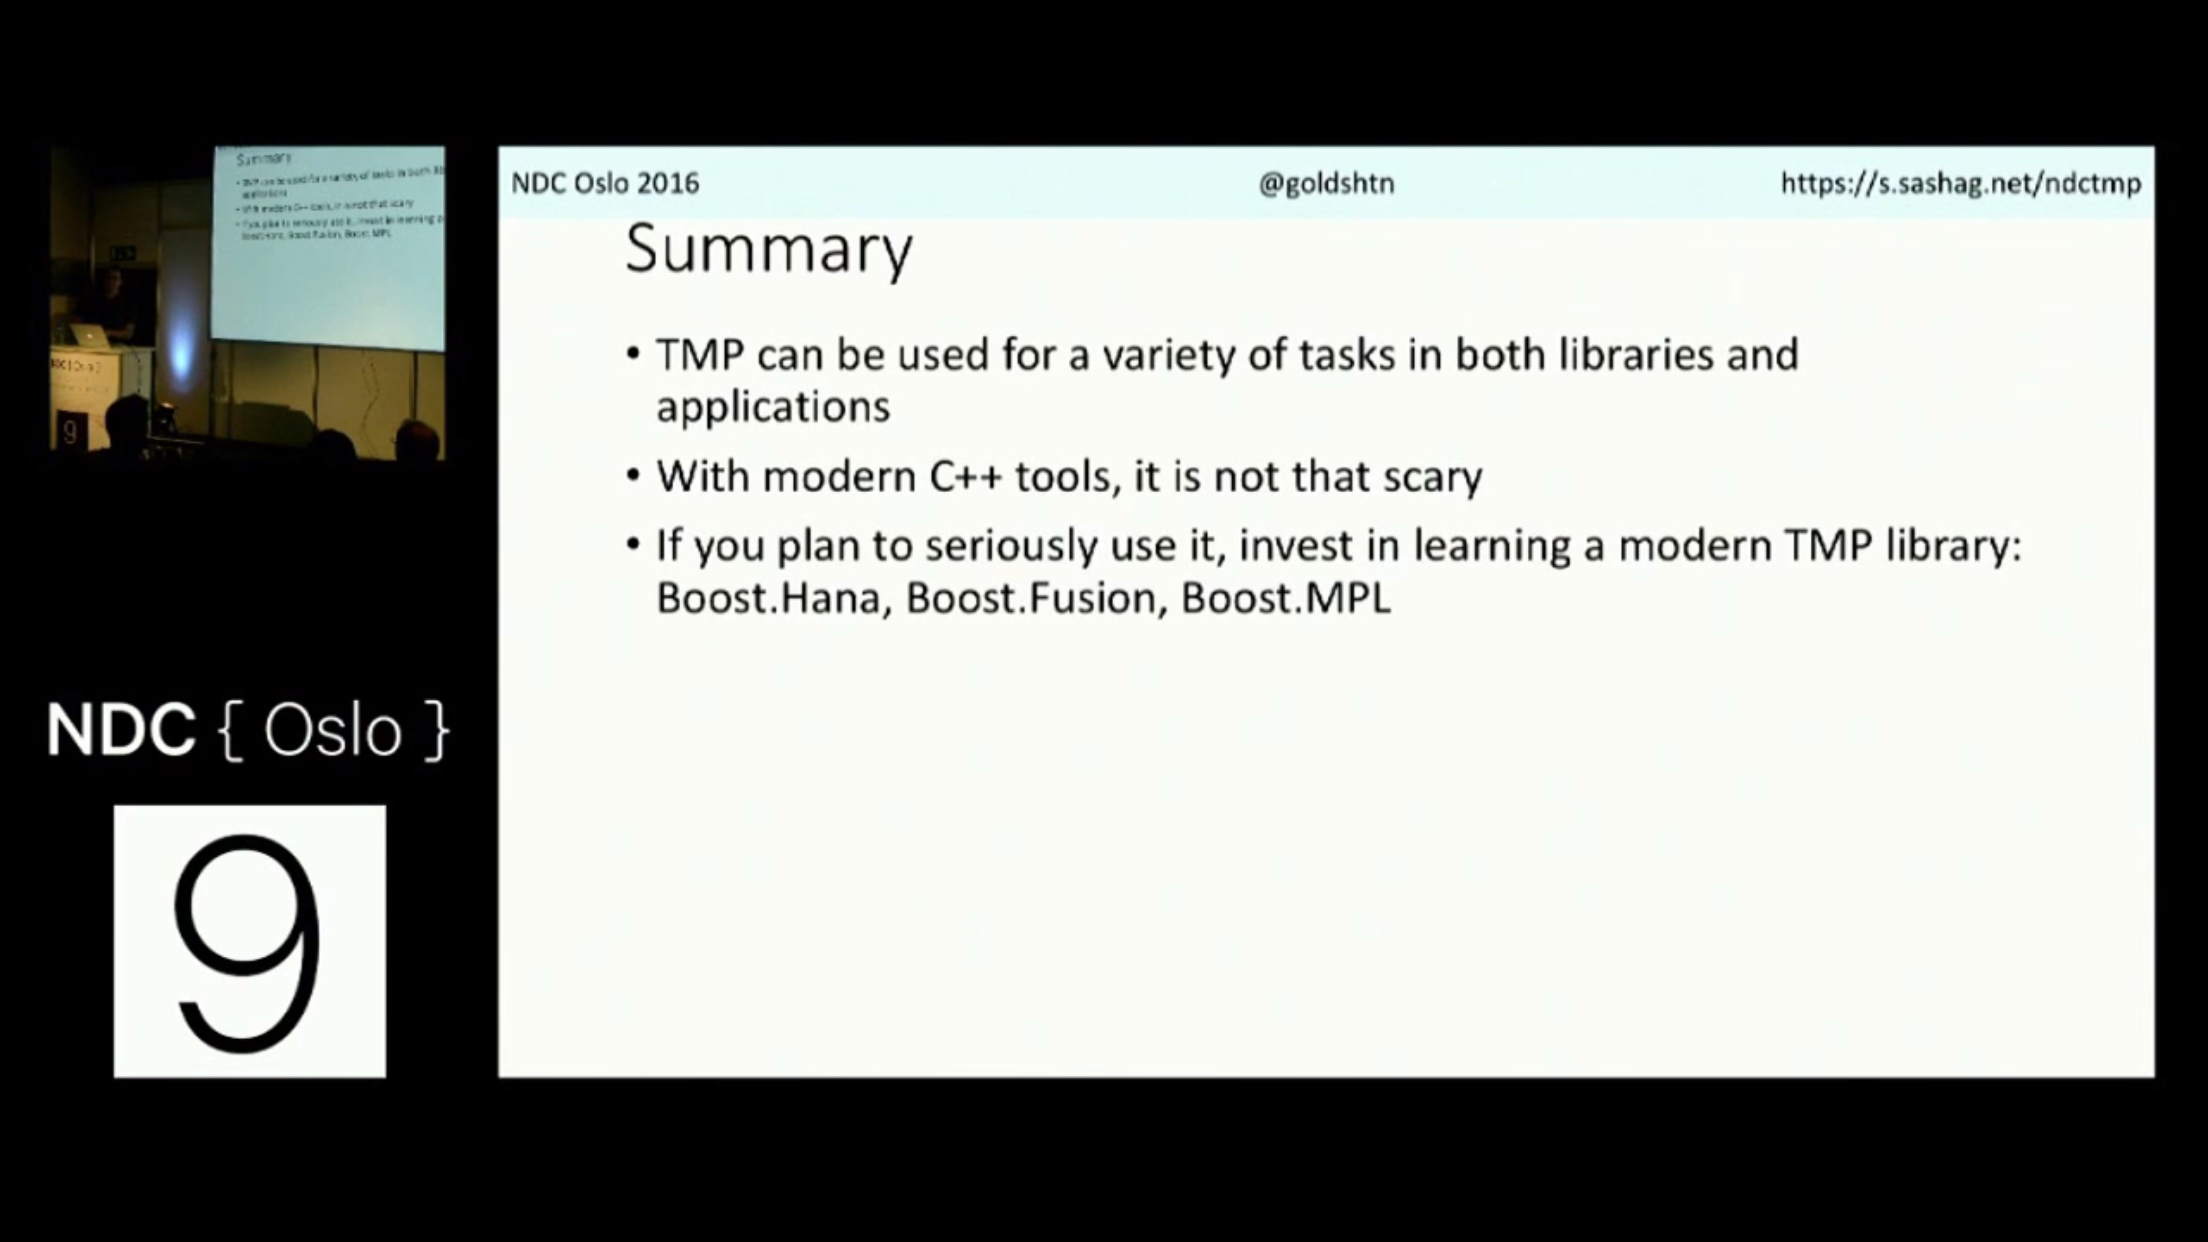 NDC Oslo 2016
@goldshtn
https://s.sashag.net/ndctmp
Summary
• TMP can be used for a variety of tasks in both libraries and
applications
• With modern C++ tools, it is not that scary
• If you plan to seriously use it, invest in learning a modern TMP library:
Boost.Hana, Boost.Fusion, Boost.MPL
Summary
NDC { Oslo }
9
9